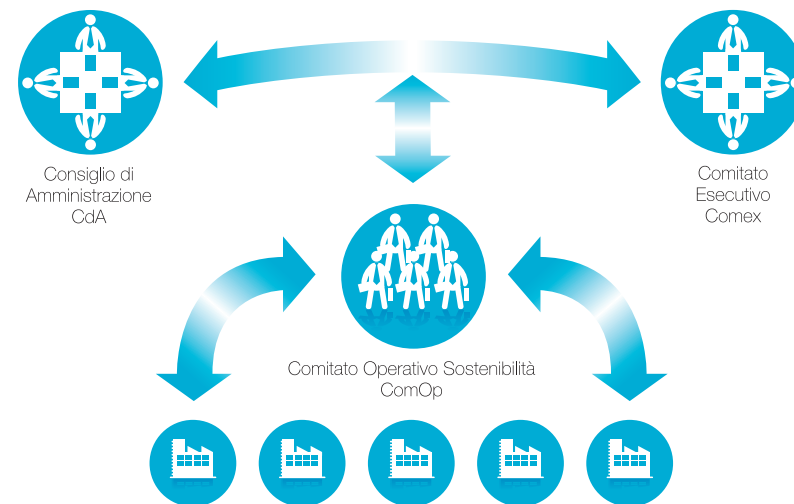 Consiglio di
Amministrazione
CdA
Comitato
Esecutivo
Comex
Comitato Operativo Sostenibilità
ComOp